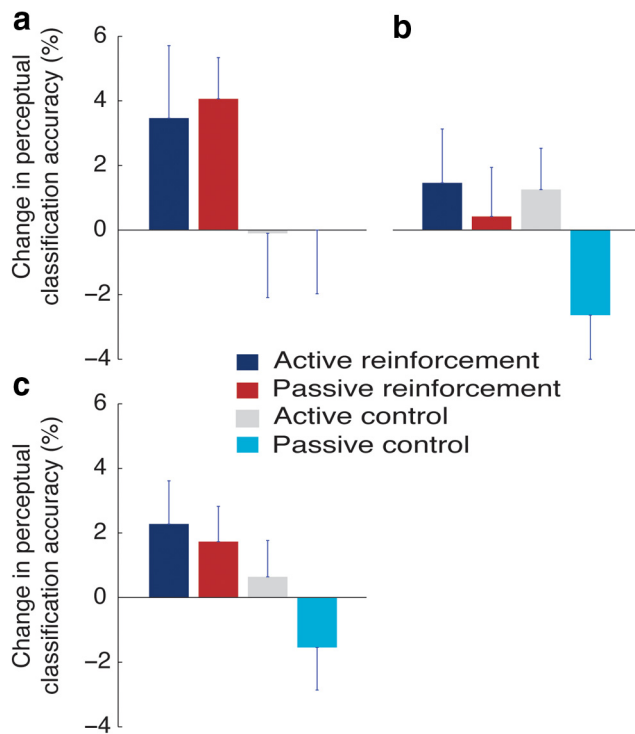 a
b
Change in perceptual
classification accuracy (%)
6
4
2
0
−2
−4
Active reinforcement
Passive reinforcement
Active control
Passive control
c
Change in perceptual
classification accuracy (%)
6
4
2
0
−2
−4